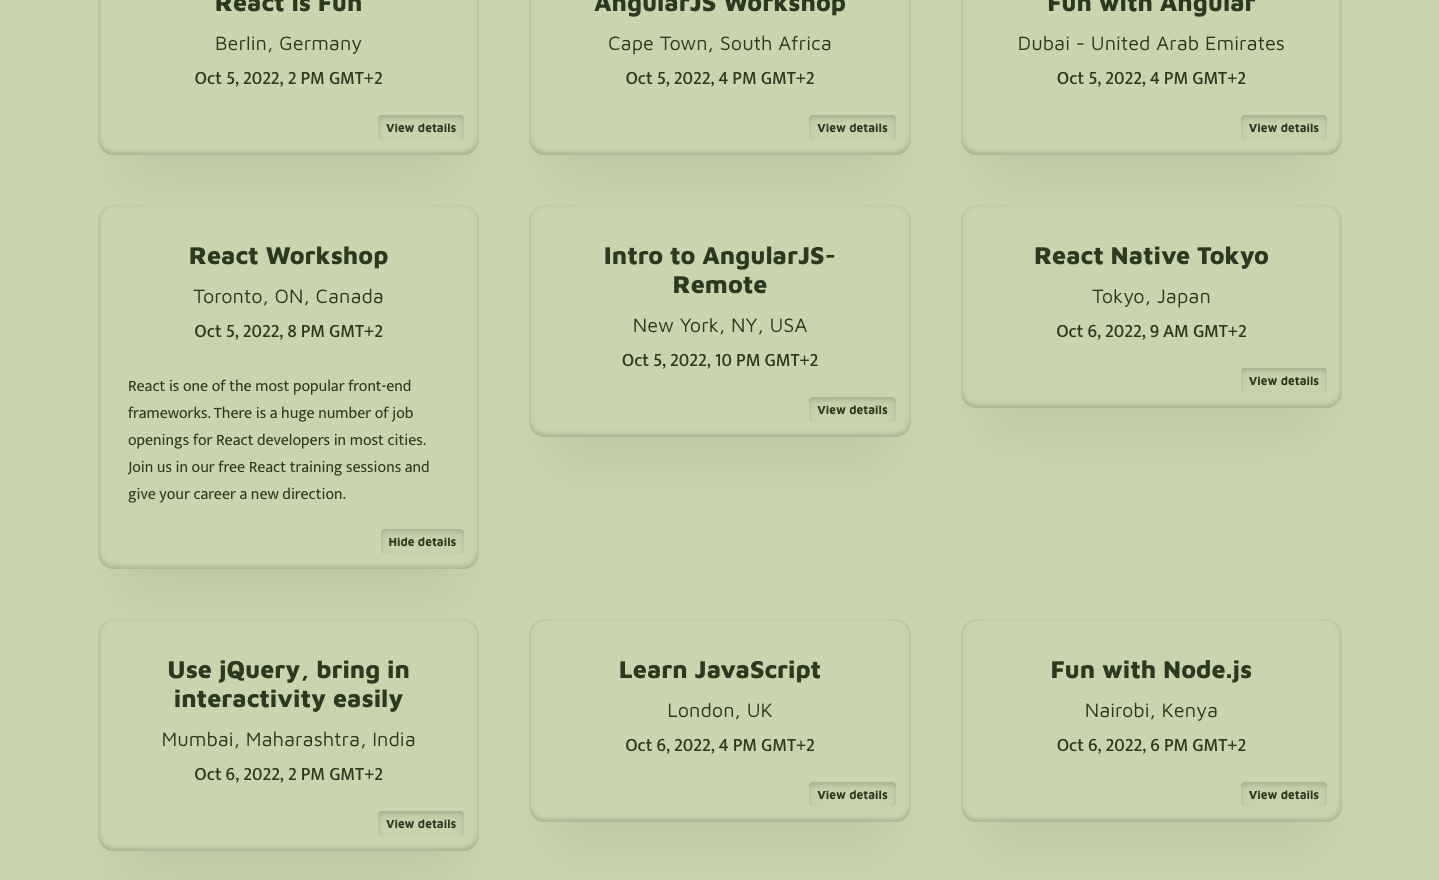 React is Fun
Berlin, Germany
Oct 5, 2022, 2 PM GMT+2
View details
AngularJS Workshop
Cape Town, South Africa
Oct 5, 2022, 4 PM GMT+2
View details
Fun with Angular
Dubai - United Arab Emirates
Oct 5, 2022, 4 PM GMT+2
View details
React Workshop
Toronto, ON, Canada
Oct 5, 2022, 8 PM GMT+2
React is one of the most popular front-end
frameworks. There is a huge number of job
openings for React developers in most cities.
Join us in our free React training sessions and
give your career a new direction.
Hide details
Intro to AngularJS-
Remote
New York, NY, USA
Oct 5, 2022, 10 PM GMT+2
View details
React Native Tokyo
Tokyo, Japan
Oct 6, 2022, 9 AM GMT+2
View details
Use jQuery, bring in
interactivity easily
Mumbai, Maharashtra, India
Oct 6, 2022, 2 PM GMT+2
View details
Learn JavaScript
London, UK
Oct 6, 2022, 4 PM GMT+2
View details
Fun with Node.js
Nairobi, Kenya
Oct 6, 2022, 6 PM GMT+2
View details